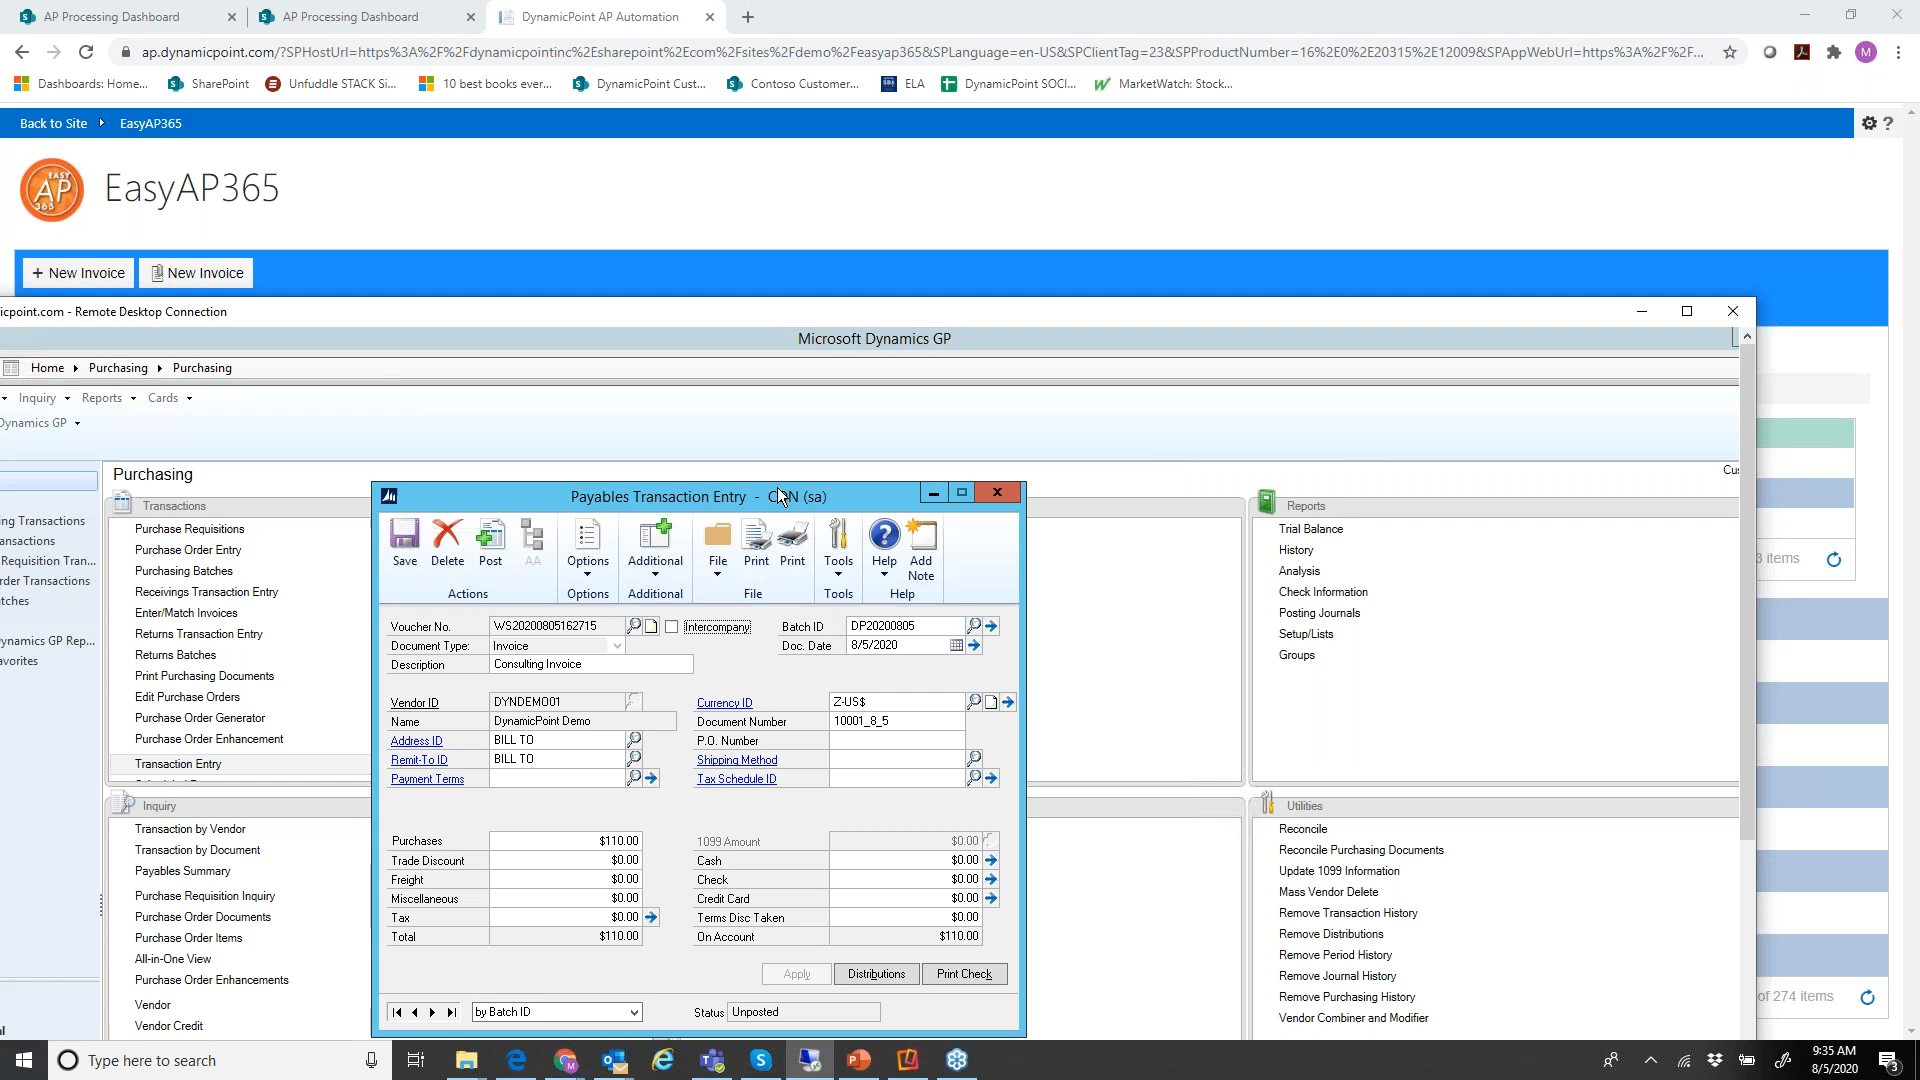 AP Processing Dashboard
AP Processing Dashboard
DynamicPoint AP Automation
ap.dynamicpoint.com/?SPHostUrl=https%3A%2F%2Fdynamicpointinc%2Esharepoint%2Ecom%2Fsites%2Fdemo%2Feasyap365&SPLanguage=en-US&SPClientTag=23&SPProductNumber=16%2E0%2E20315%2E12009&SPAppWebUrl=https%3A%2F%2F...
M
Dashboards: Home...
SharePoint
Unfuddle STACK Si...
10 best books ever...
DynamicPoint Cust...
Contoso Customer...
ELA
DynamicPoint SOCI...
MarketWatch: Stock...
Back to Site
EasyAP365
?
EASY AP 365
EasyAP365
+ New Invoice
New Invoice
icpoint.com - Remote Desktop Connection
Microsoft Dynamics GP
Home
Purchasing
Purchasing
Inquiry
Reports
Cards
Dynamics GP
Purchasing
Cu
ing Transactions
ansactions
Requisition Tran...
rder Transactions
tches
ynamics GP Rep...
avorites
al
Transactions
Purchase Requisitions
Purchase Order Entry
Purchasing Batches
Receivings Transaction Entry
Enter/Match Invoices
Returns Transaction Entry
Returns Batches
Print Purchasing Documents
Edit Purchase Orders
Purchase Order Generator
Purchase Order Enhancement
Transaction Entry
Inquiry
Transaction by Vendor
Transaction by Document
Payables Summary
Purchase Requisition Inquiry
Purchase Order Documents
Purchase Order Items
All-in-One View
Purchase Order Enhancements
Vendor
Vendor Credit
Payables Transaction Entry - (sa)
Save
Delete
Post
AA
Options
Additional
File
Print
Print
Tools
Help
Add Note
Actions
Options
Additional
File
Tools
Help
Voucher No. WS20200805162715
Intercompany
Batch ID DP20200805
Document Type: Invoice
Doc. Date 8/5/2020
Description Consulting Invoice
Vendor ID DYNDEMO01
Currency ID Z-US$
Name DynamicPoint Demo
Document Number 10001_8_5
Address ID BILL TO
P.O. Number
Remit-To ID BILL TO
Shipping Method
Payment Terms
Tax Schedule ID
Purchases $110.00
1099 Amount $0.00
Trade Discount $0.00
Cash $0.00
Freight $0.00
Check $0.00
Miscellaneous $0.00
Credit Card $0.00
Tax $0.00
Terms Disc Taken $0.00
Total $110.00
On Account $110.00
Apply
Distributions
Print Check
by Batch ID
Status Unposted
Reports
Trial Balance
History
Analysis
Check Information
Posting Journals
Setup/Lists
Groups
Utilities
Reconcile
Reconcile Purchasing Documents
Update 1099 Information
Mass Vendor Delete
Remove Transaction History
Remove Distributions
Remove Period History
Remove Journal History
Remove Purchasing History
Vendor Combiner and Modifier
3 items
of 274 items
Type here to search
9:35 AM
8/5/2020
3